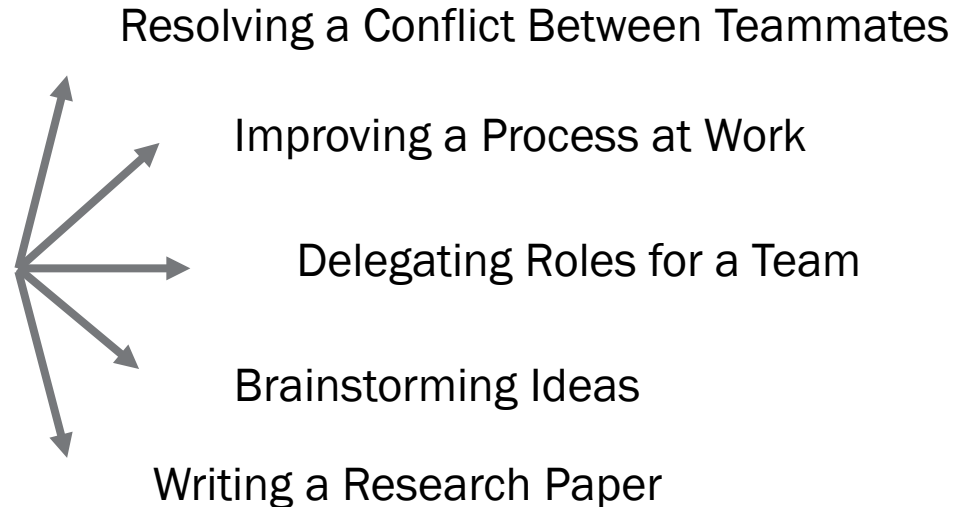 Resolving a Conflict Between Teammates
Improving a Process at Work
Delegating Roles for a Team
Brainstorming Ideas
Writing a Research Paper